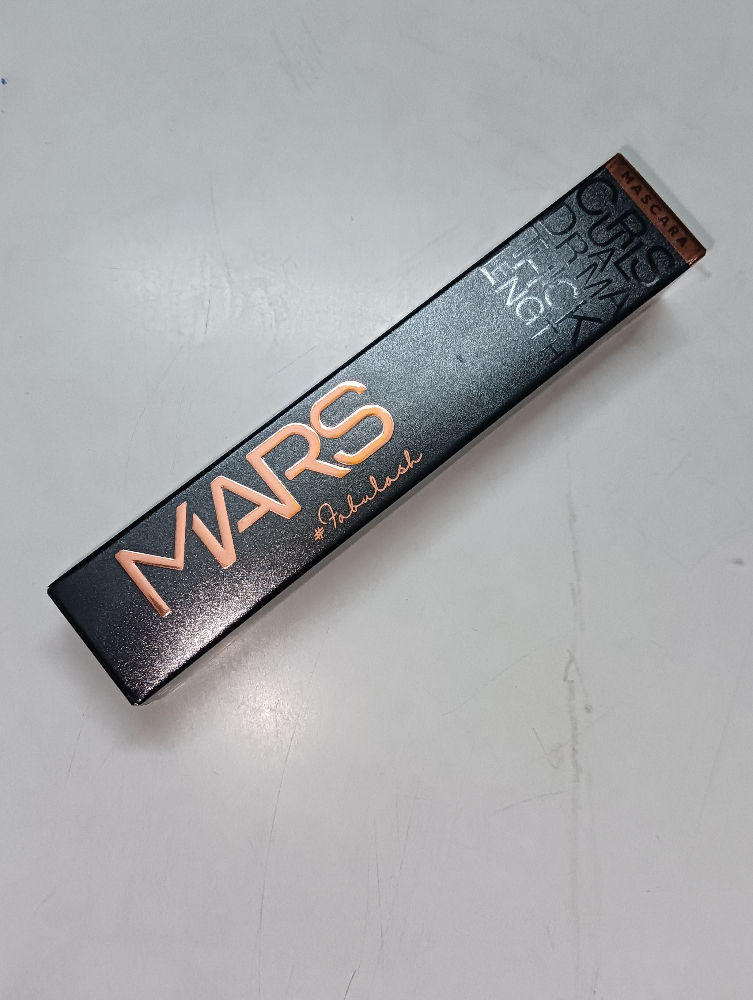 MASCARA
CURLS
DRAMA
THICK
LENGTH
MARS
#Fabulash